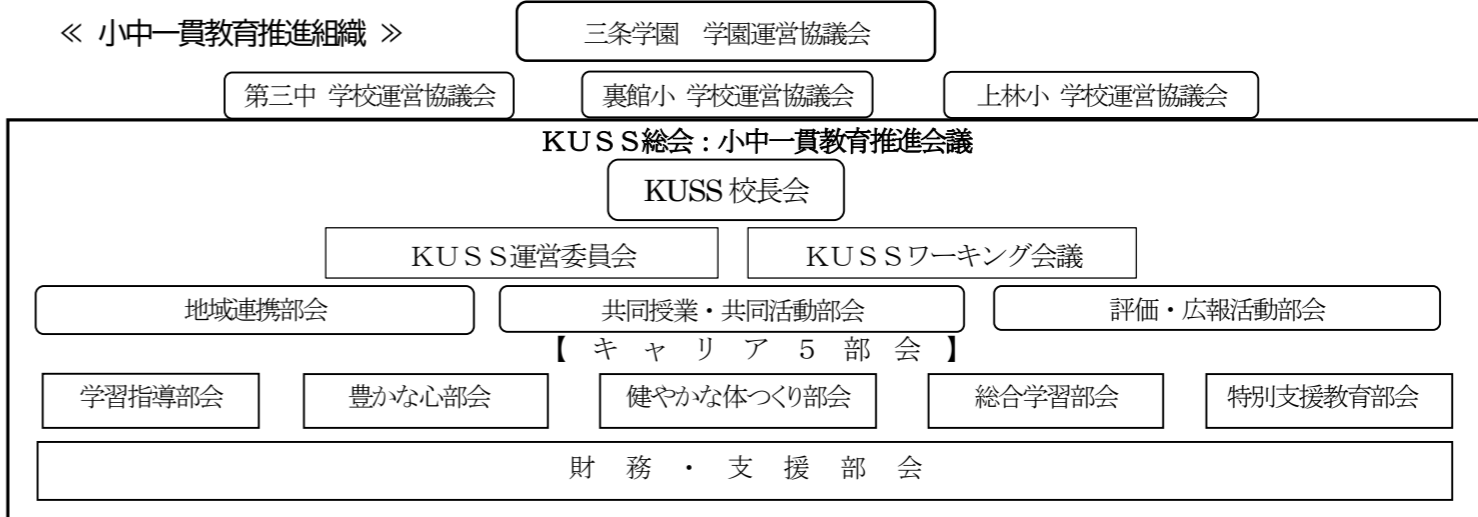 ≪ 小中一貫教育推進組織 ≫ 三条学園 学園運営協議会
第三中 学校運営協議会 裏館小 学校運営協議会 上林小 学校運営協議会
ＫＵＳＳ総会：小中一貫教育推進会議
KUSS 校長会
ＫＵＳＳ運営委員会 ＫＵＳＳワーキング会議
地域連携部会 共同授業・共同活動部会 評価・広報活動部会
【 キ ャ リ ア ５ 部 会 】
学習指導部会 豊かな心部会 健やかな体つくり部会 総合学習部会 特別支援教育部会
財 務 ・ 支 援 部 会